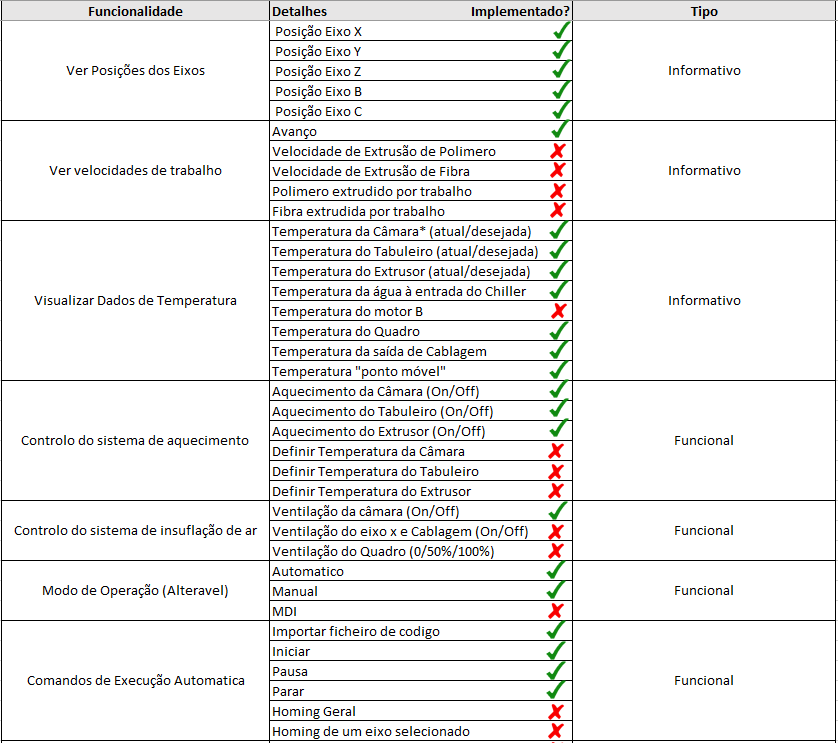 Funcionalidade Detalhes Implementado? Tipo
Ver Posições dos Eixos
Posição Eixo X
Posição Eixo Y
Posição Eixo Z
Posição Eixo B
Posição Eixo C
Informativo
Ver velocidades de trabalho
Avanço
Velocidade de Extrusão de Polimero
Velocidade de Extrusão de Fibra
Polimero extrudido por trabalho
Fibra extrudida por trabalho
Informativo
Visualizar Dados de Temperatura
Temperatura da Câmara* (atual/desejada)
Temperatura do Tabuleiro (atual/desejada)
Temperatura do Extrusor (atual/desejada)
Temperatura da água à entrada do Chiller
Temperatura do motor B
Temperatura do Quadro
Temperatura da saída de Cablagem
Temperatura "ponto móvel"
Informativo
Controlo do sistema de aquecimento
Aquecimento da Câmara (On/Off)
Aquecimento do Tabuleiro (On/Off)
Aquecimento do Extrusor (On/Off)
Definir Temperatura da Câmara
Definir Temperatura do Tabuleiro
Definir Temperatura do Extrusor
Funcional
Controlo do sistema de insuflação de ar
Ventilação da câmara (On/Off)
Ventilação do eixo x e Cablagem (On/Off)
Ventilação do Quadro (0/50%/100%)
Funcional
Modo de Operação (Alteravel)
Automatico
Manual
MDI
Funcional
Comandos de Execução Automatica
Importar ficheiro de codigo
Iniciar
Pausa
Parar
Homing Geral
Homing de um eixo selecionado
Funcional